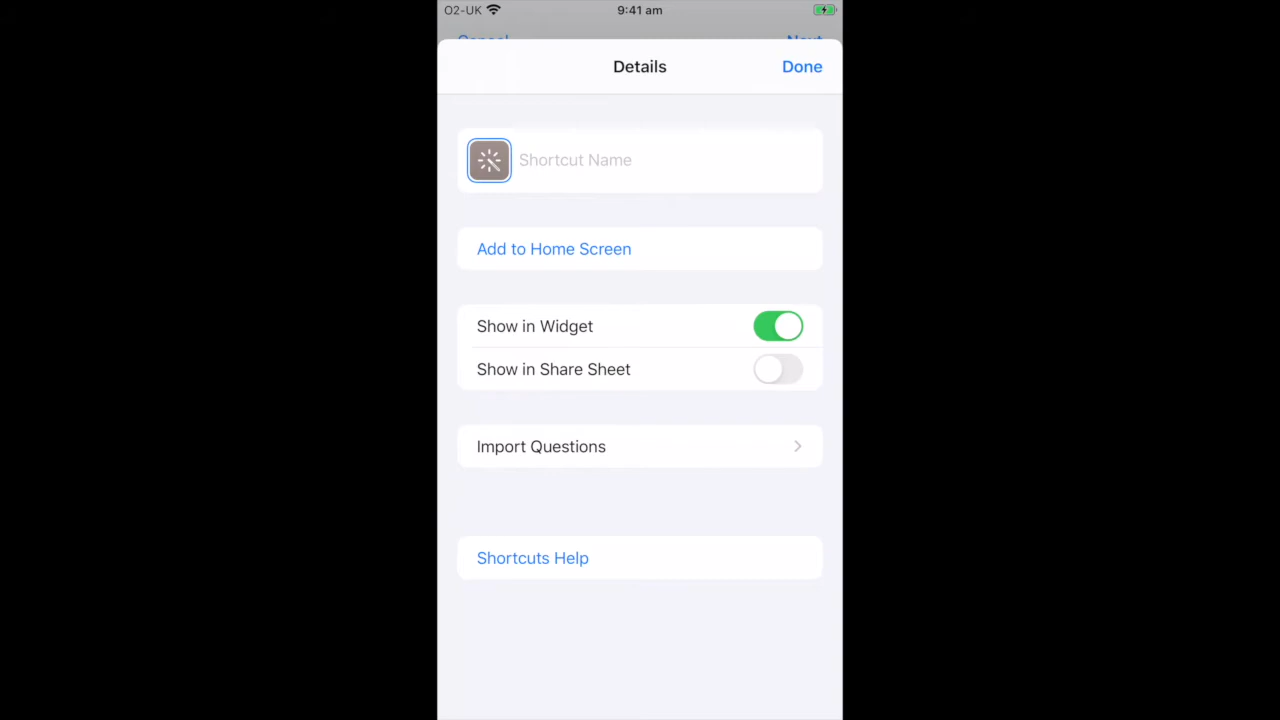 O2-UK
9:41 am
Cancel
Next
Details
Done
Shortcut Name
Add to Home Screen
Show in Widget
Show in Share Sheet
Import Questions
Shortcuts Help